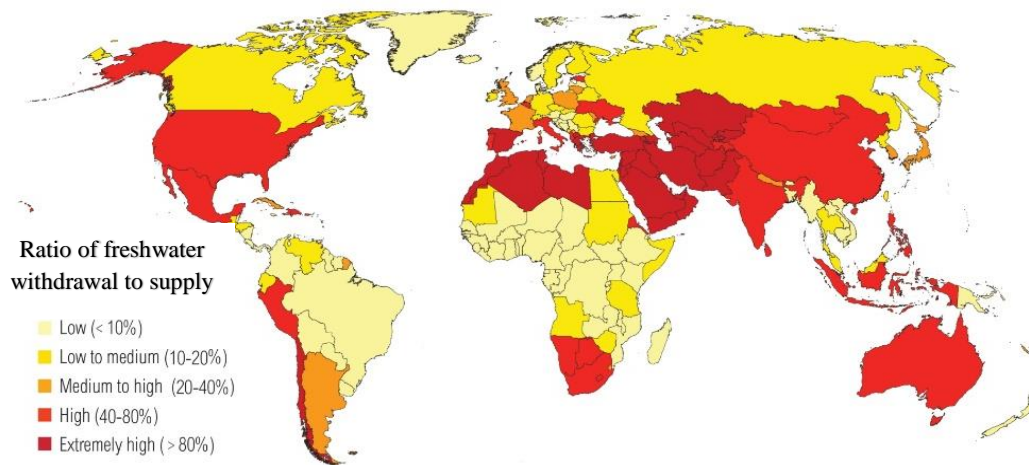 Ratio of freshwater
withdrawal to supply
Low (< 10%)
Low to medium (10-20%)
Medium to high (20-40%)
High (40-80%)
Extremely high (> 80%)